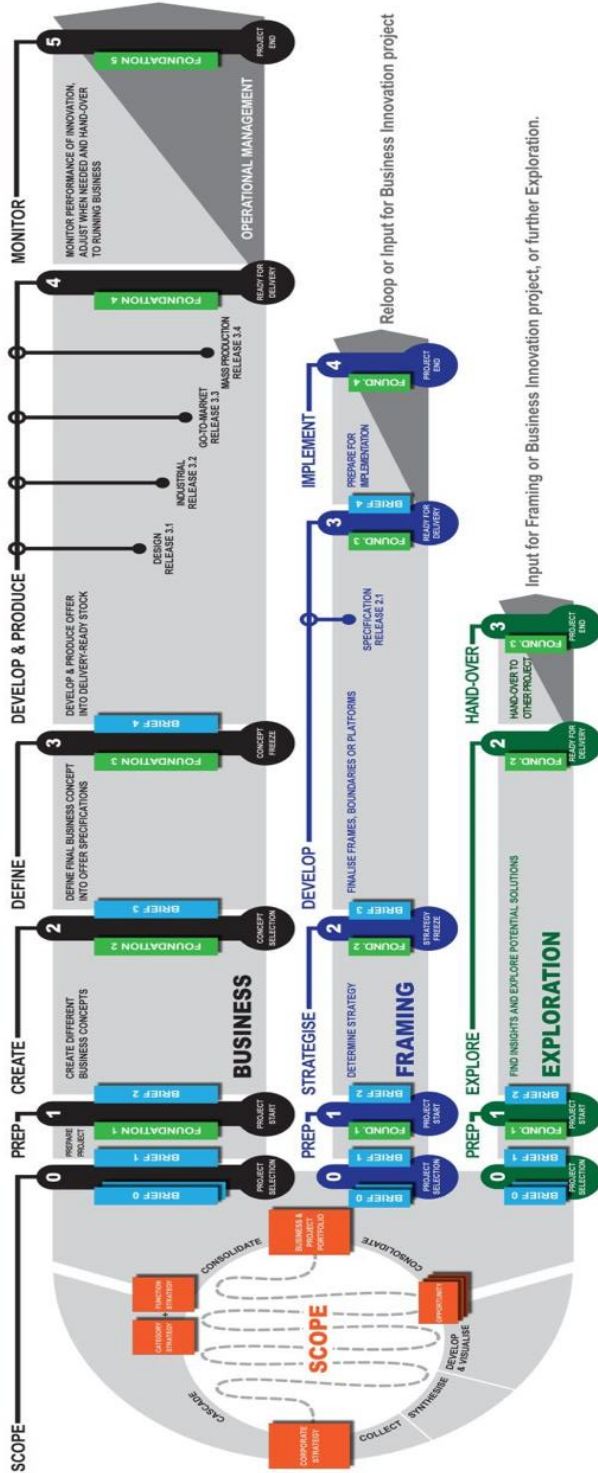 SCOPE
CASCADE
CONSOLIDATE
CONSOLIDATE
COLLECT
SYNTHESISE
DEVELOP
& VISUALISE
CORPORATE
STRATEGY
CATEGORY
STRATEGY
+
FUNCTION
STRATEGY
BUSINESS &
PROJECT
PORTFOLIO
OPPORTUNITY
SCOPE
PREP
CREATE
DEFINE
DEVELOP & PRODUCE
MONITOR
0
BRIEF 0
BRIEF 1
PROJECT
SELECTION
PREPARE
PROJECT
1
FOUNDATION 1
BRIEF 2
PROJECT
START
CREATE DIFFERENT
BUSINESS CONCEPTS
BUSINESS
2
FOUNDATION 2
BRIEF 3
CONCEPT
SELECTION
DEFINE FINAL BUSINESS CONCEPT
INTO OFFER SPECIFICATIONS
3
FOUNDATION 3
BRIEF 4
CONCEPT
FREEZE
DEVELOP & PRODUCE OFFER
INTO DELIVERY-READY STOCK
DESIGN
RELEASE 3.1
INDUSTRIAL
RELEASE 3.2
GO-TO-MARKET
RELEASE 3.3
MASS PRODUCTION
RELEASE 3.4
4
FOUNDATION 4
READY FOR
DELIVERY
MONITOR PERFORMANCE OF INNOVATION,
ADJUST WHEN NEEDED AND HAND-OVER
TO RUNNING BUSINESS
OPERATIONAL MANAGEMENT
5
FOUNDATION 5
PROJECT
END
PREP
STRATEGISE
DEVELOP
IMPLEMENT
0
BRIEF 0
BRIEF 1
PROJECT
SELECTION
1
FOUND. 1
BRIEF 2
PROJECT
START
DETERMINE STRATEGY
FRAMING
2
FOUND. 2
BRIEF 3
STRATEGY
FREEZE
FINALISE FRAMES, BOUNDARIES OR PLATFORMS
SPECIFICATION
RELEASE 2.1
3
FOUND. 3
BRIEF 4
READY FOR
DELIVERY
PREPARE FOR
IMPLEMENTATION
4
FOUND. 4
PROJECT
END
Reloop or Input for Business Innovation project
PREP
EXPLORE
HAND-OVER
0
BRIEF 0
BRIEF 1
PROJECT
SELECTION
1
FOUND. 1
BRIEF 2
PROJECT
START
FIND INSIGHTS AND EXPLORE POTENTIAL SOLUTIONS
EXPLORATION
2
FOUND. 2
READY FOR
DELIVERY
HAND-OVER TO
OTHER PROJECT
3
FOUND. 3
PROJECT
END
Input for Framing or Business Innovation project, or further Exploration.